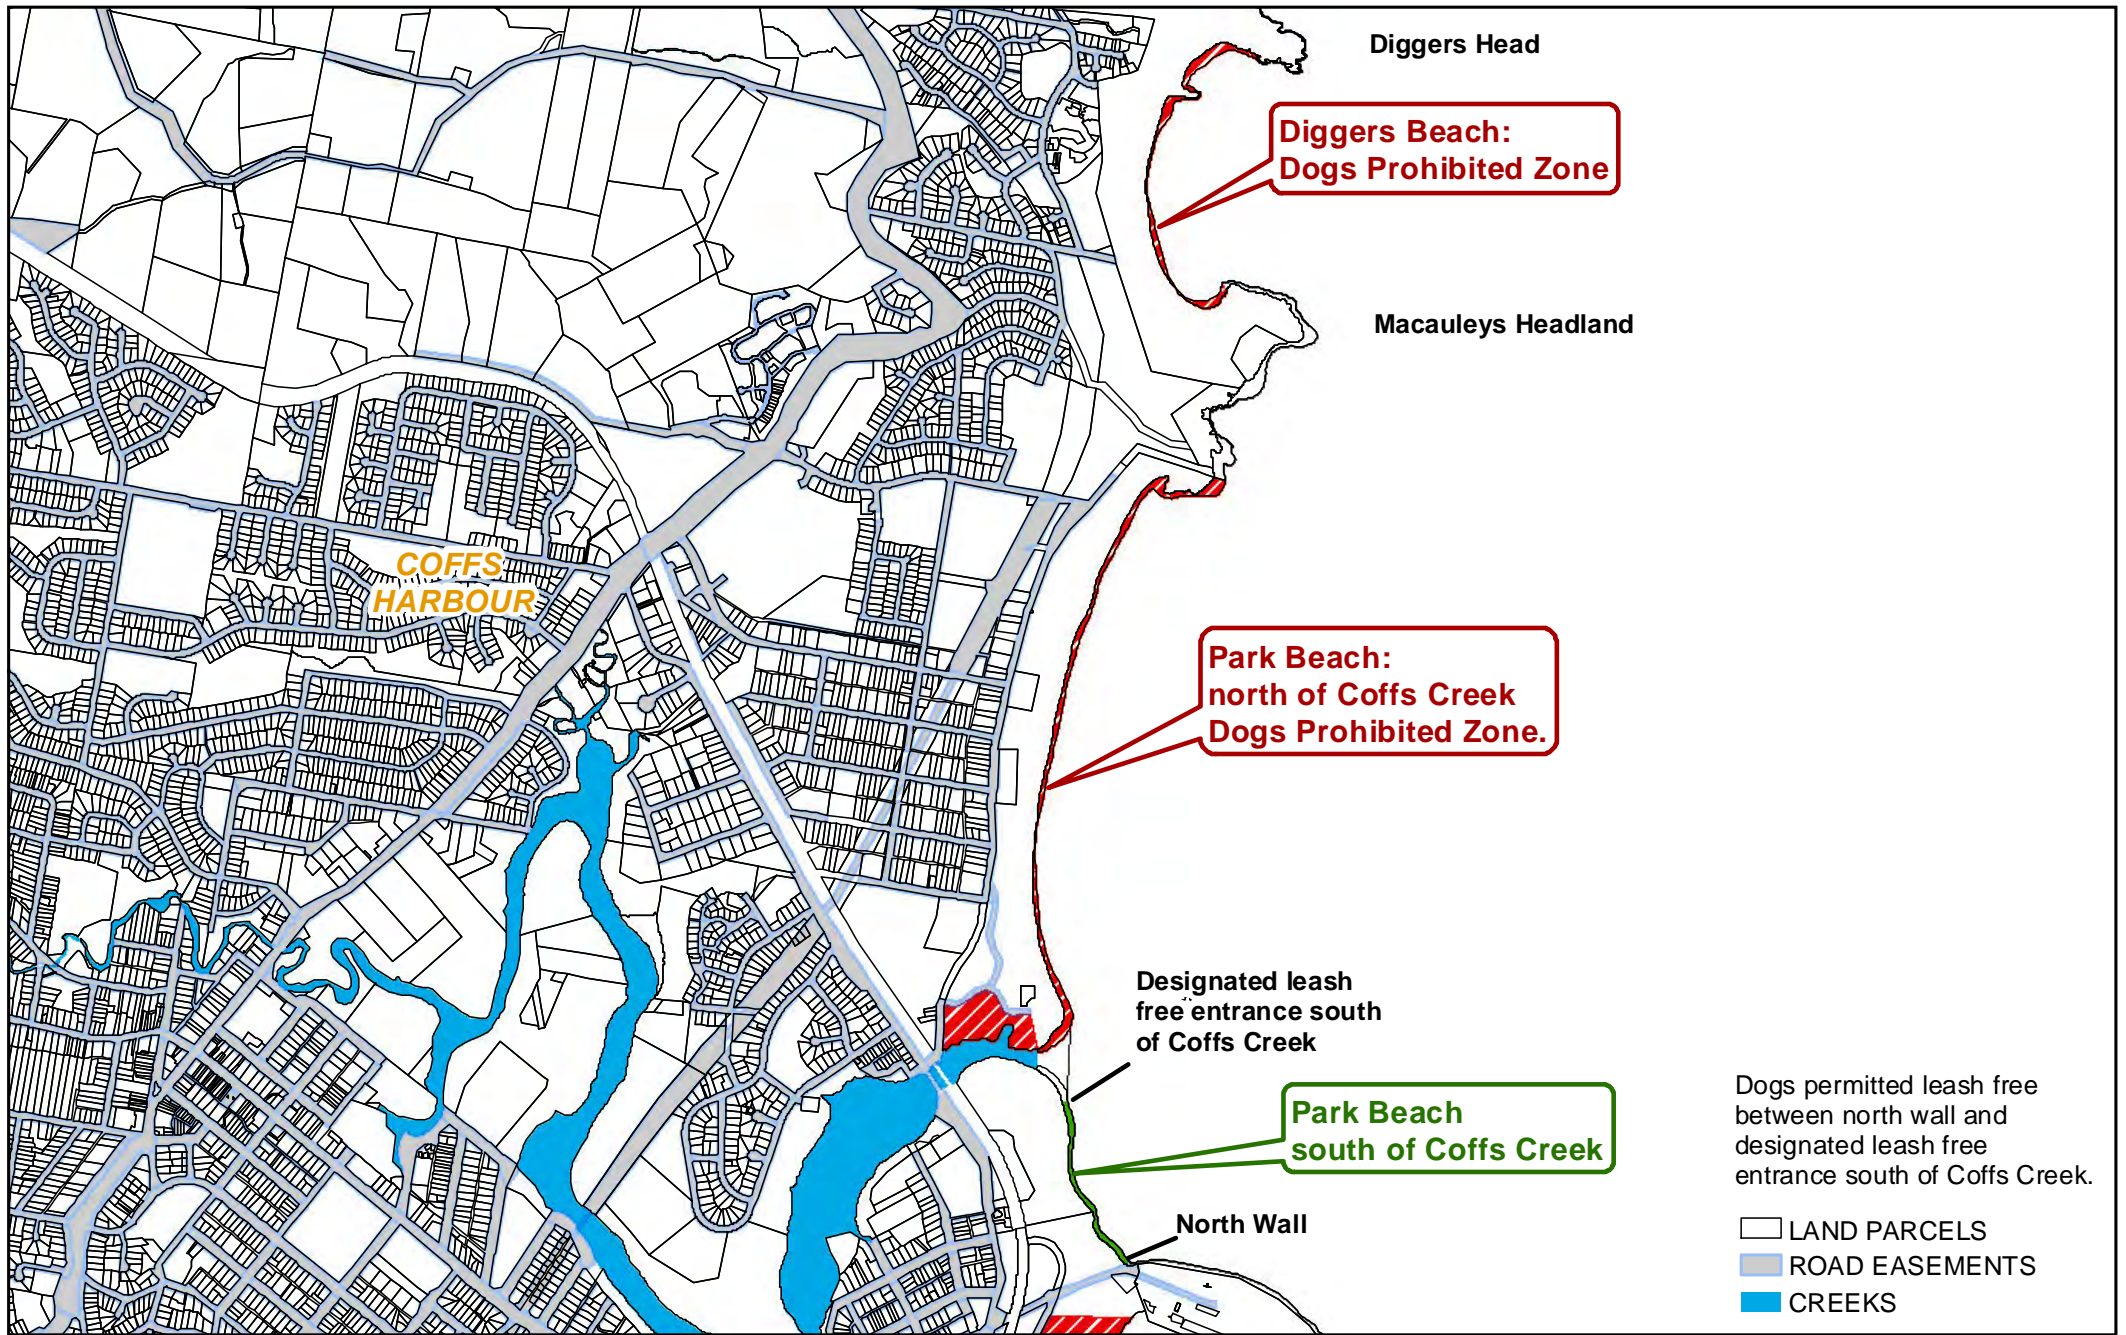 Diggers Head
Diggers Beach:
Dogs Prohibited Zone
Macauleys Headland
COFFS
HARBOUR
Park Beach:
north of Coffs Creek
Dogs Prohibited Zone.
Designated leash
free entrance south
of Coffs Creek
Park Beach
south of Coffs Creek
North Wall
Dogs permitted leash free
between north wall and
designated leash free
entrance south of Coffs Creek.
LAND PARCELS
ROAD EASEMENTS
CREEKS